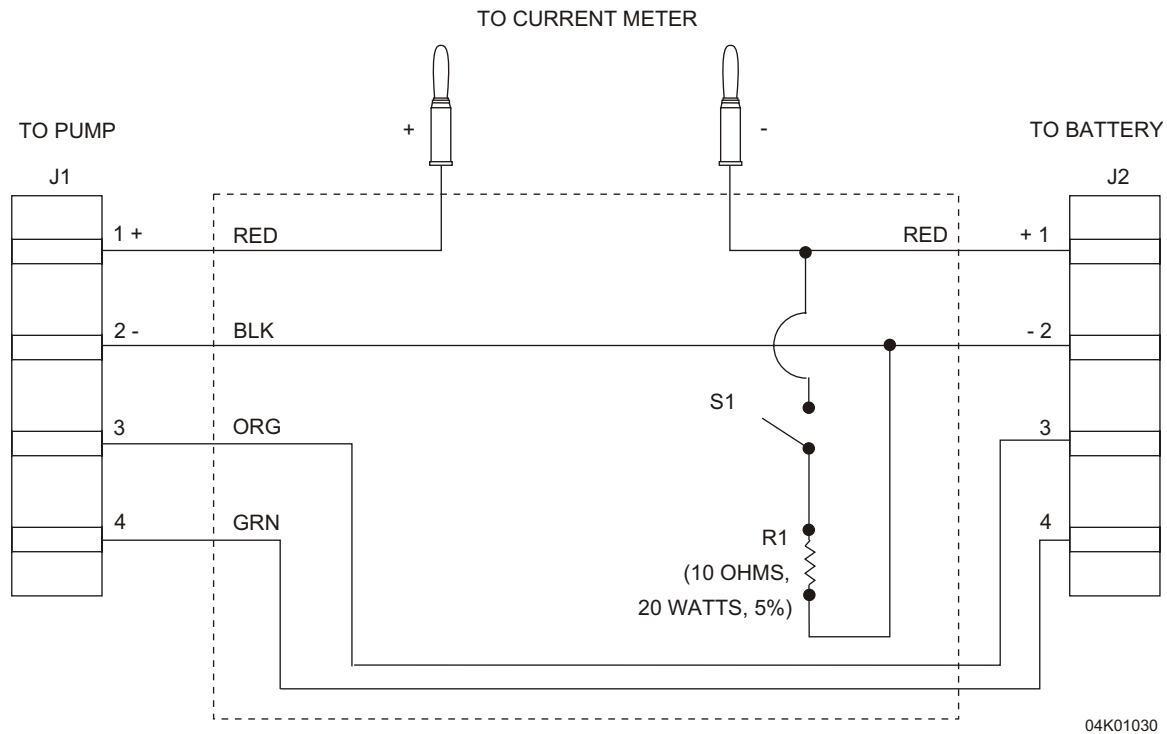 TO CURRENT METER
+
-
TO PUMP
TO BATTERY
J1
J2
1 +
RED
RED
+ 1
2 -
BLK
- 2
S1
3
ORG
3
4
GRN
4
R1
(10 OHMS,
20 WATTS, 5%)
04K01030